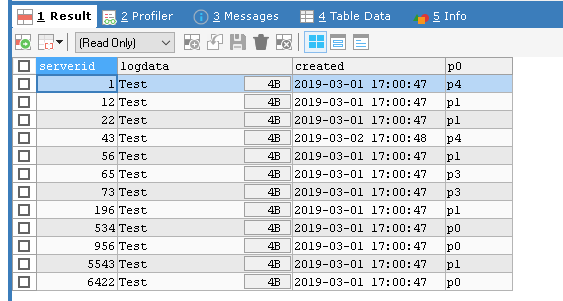 1 Result 2 Profiler 3 Messages 4 Table Data 5 Info
(Read Only)
serverid logdata created p0
1 Test 4B 2019-03-01 17:00:47 p4
12 Test 4B 2019-03-01 17:00:47 p1
22 Test 4B 2019-03-01 17:00:47 p1
43 Test 4B 2019-03-02 17:00:48 p4
56 Test 4B 2019-03-01 17:00:47 p1
65 Test 4B 2019-03-01 17:00:47 p3
73 Test 4B 2019-03-01 17:00:47 p3
196 Test 4B 2019-03-01 17:00:47 p1
534 Test 4B 2019-03-01 17:00:47 p0
956 Test 4B 2019-03-01 17:00:47 p0
5543 Test 4B 2019-03-01 17:00:47 p1
6422 Test 4B 2019-03-01 17:00:47 p0